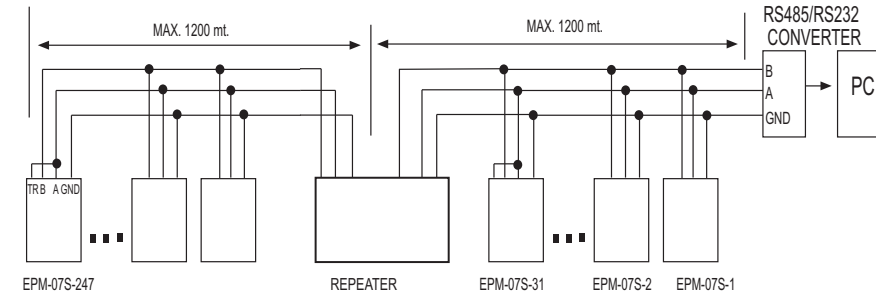 MAX. 1200 mt.
MAX. 1200 mt.
RS485/RS232
CONVERTER
B
A
GND
PC
TR B A GND
EPM-07S-247
REPEATER
EPM-07S-31
EPM-07S-2
EPM-07S-1